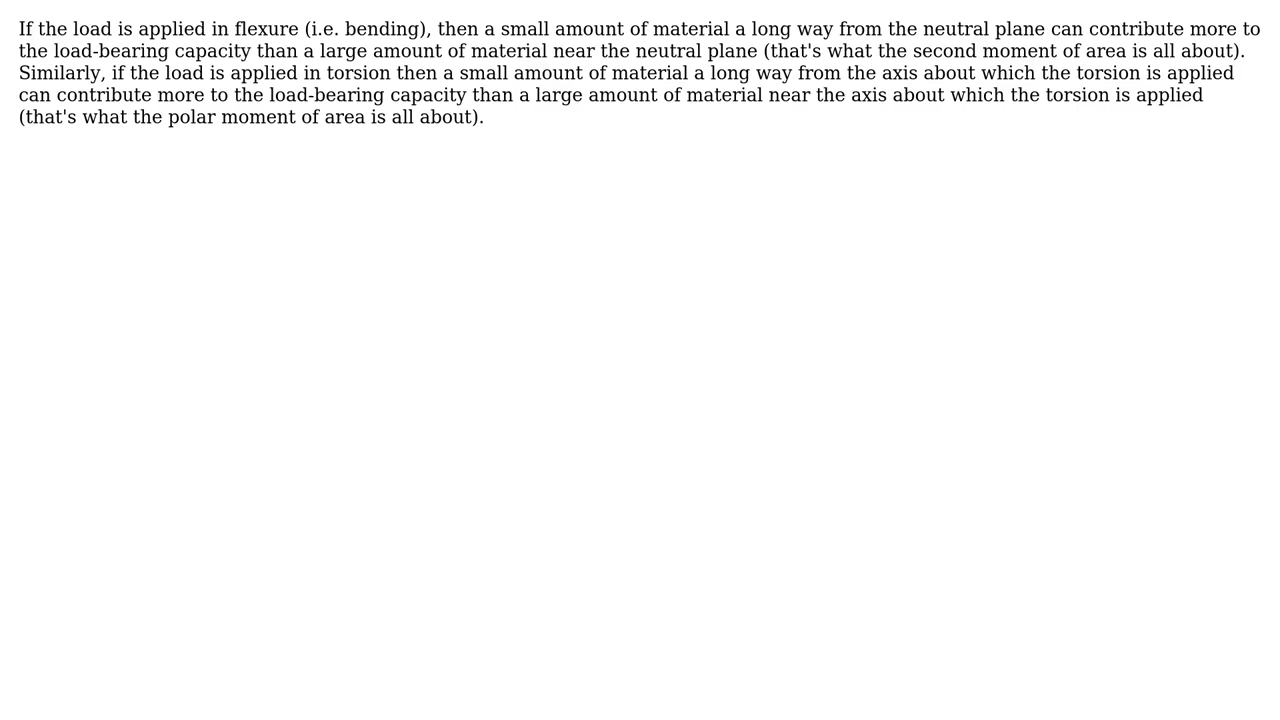 If the load is applied in flexure (i.e. bending), then a small amount of material a long way from the neutral plane can contribute more to
the load-bearing capacity than a large amount of material near the neutral plane (that's what the second moment of area is all about).
Similarly, if the load is applied in torsion then a small amount of material a long way from the axis about which the torsion is applied
can contribute more to the load-bearing capacity than a large amount of material near the axis about which the torsion is applied
(that's what the polar moment of area is all about).